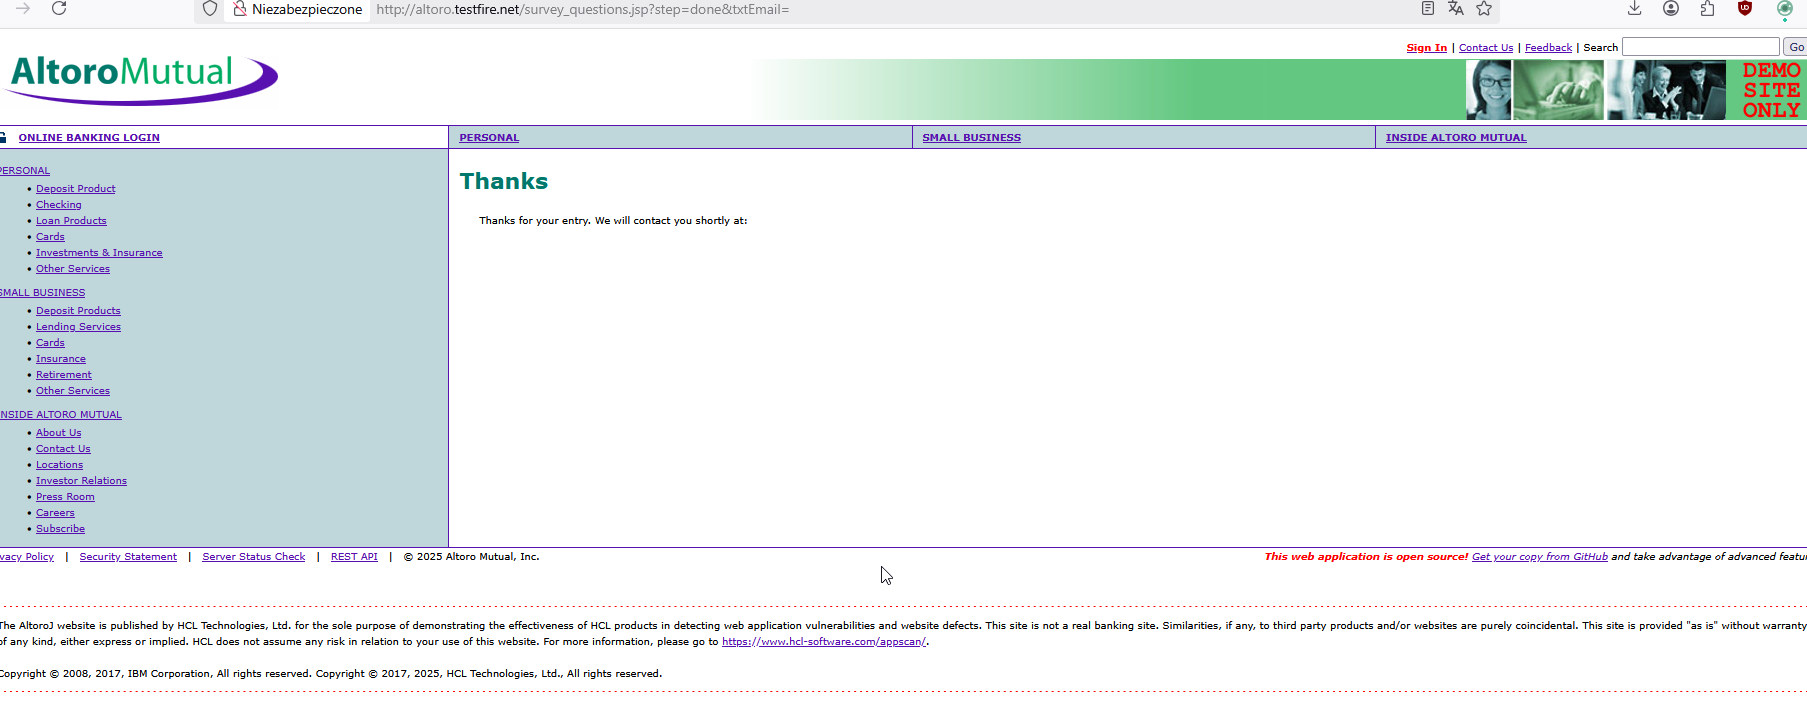 Niezabezpieczone http://altoro.testfire.net/survey_questions.jsp?step=done&txtEmail=
Sign In | Contact Us | Feedback | Search Go
AltoroMutual
DEMO
SITE
ONLY
ONLINE BANKING LOGIN
PERSONAL
SMALL BUSINESS
INSIDE ALTORO MUTUAL
PERSONAL
• Deposit Product
• Checking
• Loan Products
• Cards
• Investments & Insurance
• Other Services
SMALL BUSINESS
• Deposit Products
• Lending Services
• Cards
• Insurance
• Retirement
• Other Services
INSIDE ALTORO MUTUAL
• About Us
• Contact Us
• Locations
• Investor Relations
• Press Room
• Careers
• Subscribe
Thanks
Thanks for your entry. We will contact you shortly at:
vacy Policy | Security Statement | Server Status Check | REST API | © 2025 Altoro Mutual, Inc.
This web application is open source! Get your copy from GitHub and take advantage of advanced featur
The AltoroJ website is published by HCL Technologies, Ltd. for the sole purpose of demonstrating the effectiveness of HCL products in detecting web application vulnerabilities and website defects. This site is not a real banking site. Similarities, if any, to third party products and/or websites are purely coincidental. This site is provided "as is" without warranty
of any kind, either express or implied. HCL does not assume any risk in relation to your use of this website. For more information, please go to https://www.hcl-software.com/appscan/.
Copyright © 2008, 2017, IBM Corporation, All rights reserved. Copyright © 2017, 2025, HCL Technologies, Ltd., All rights reserved.